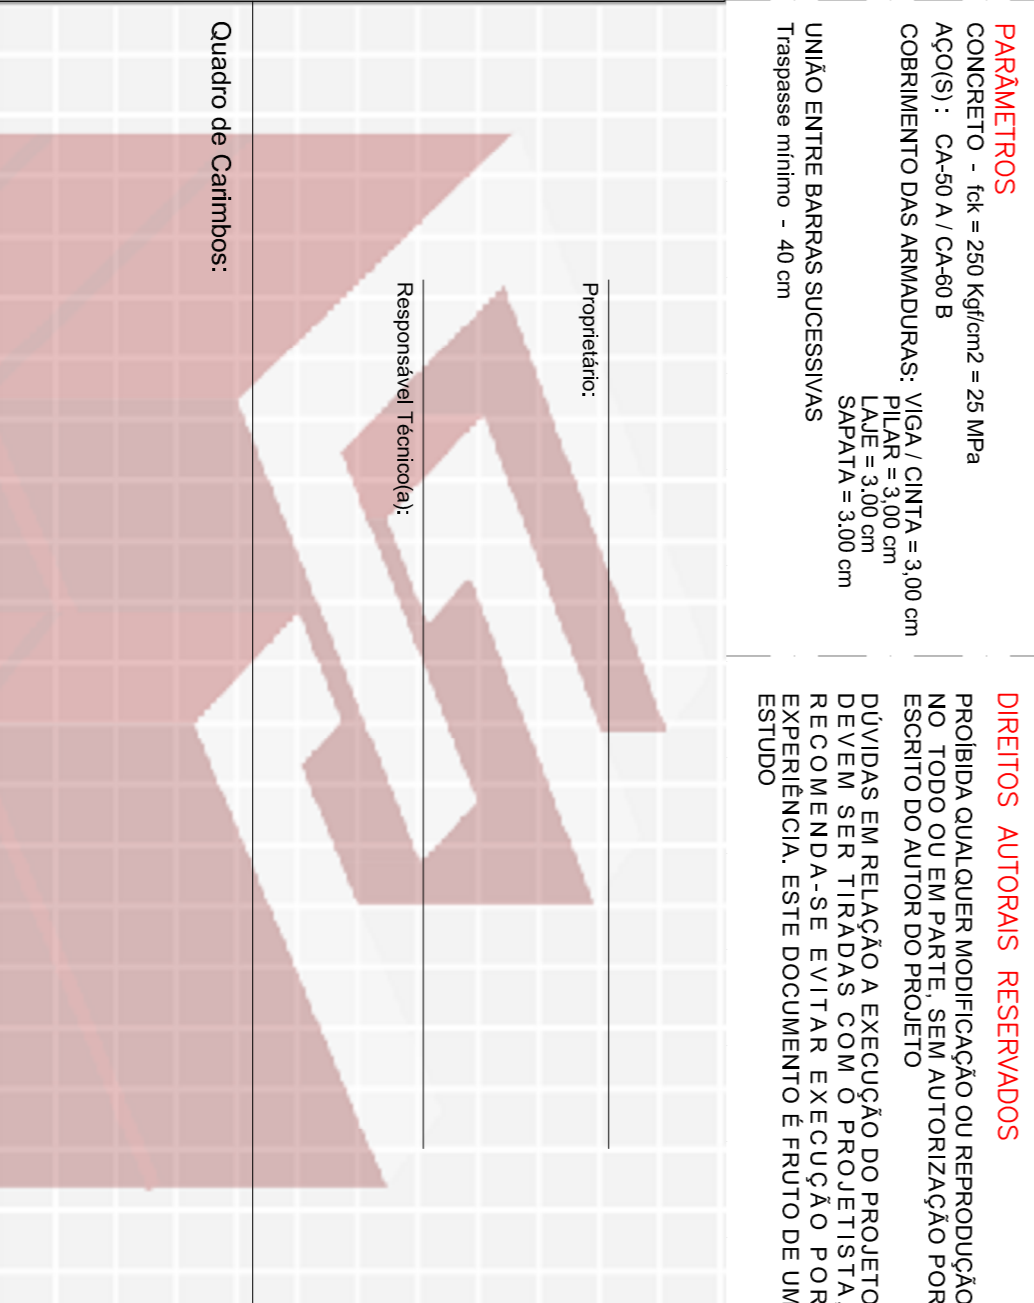 PARÂMETROS
CONCRETO - fck = 250 Kgf/cm2 = 25 MPa
AÇO(S) : CA-50 A / CA-60 B
COBRIMENTO DAS ARMADURAS: VIGA / CINTA = 3,00 cm
PILAR = 3,00 cm
LAJE = 3.00 cm
SAPATA = 3.00 cm
UNIÃO ENTRE BARRAS SUCESSIVAS
Traspasse mínimo - 40 cm
DIREITOS AUTORAIS RESERVADOS
PROÍBIDA QUALQUER MODIFICAÇÃO OU REPRODUÇÃO
NO TODO OU EM PARTE, SEM AUTORIZAÇÃO POR
ESCRITO DO AUTOR DO PROJETO
DÚVIDAS EM RELAÇÃO A EXECUÇÃO DO PROJETO
DEVEM SER TIRADAS COM O PROJETISTA.
RECOMENDA-SE EVITAR EXECUÇÃO POR
EXPERIÊNCIA. ESTE DOCUMENTO É FRUTO DE UM
ESTUDO
Proprietário:
Responsável Técnico(a):
Quadro de Carimbos: